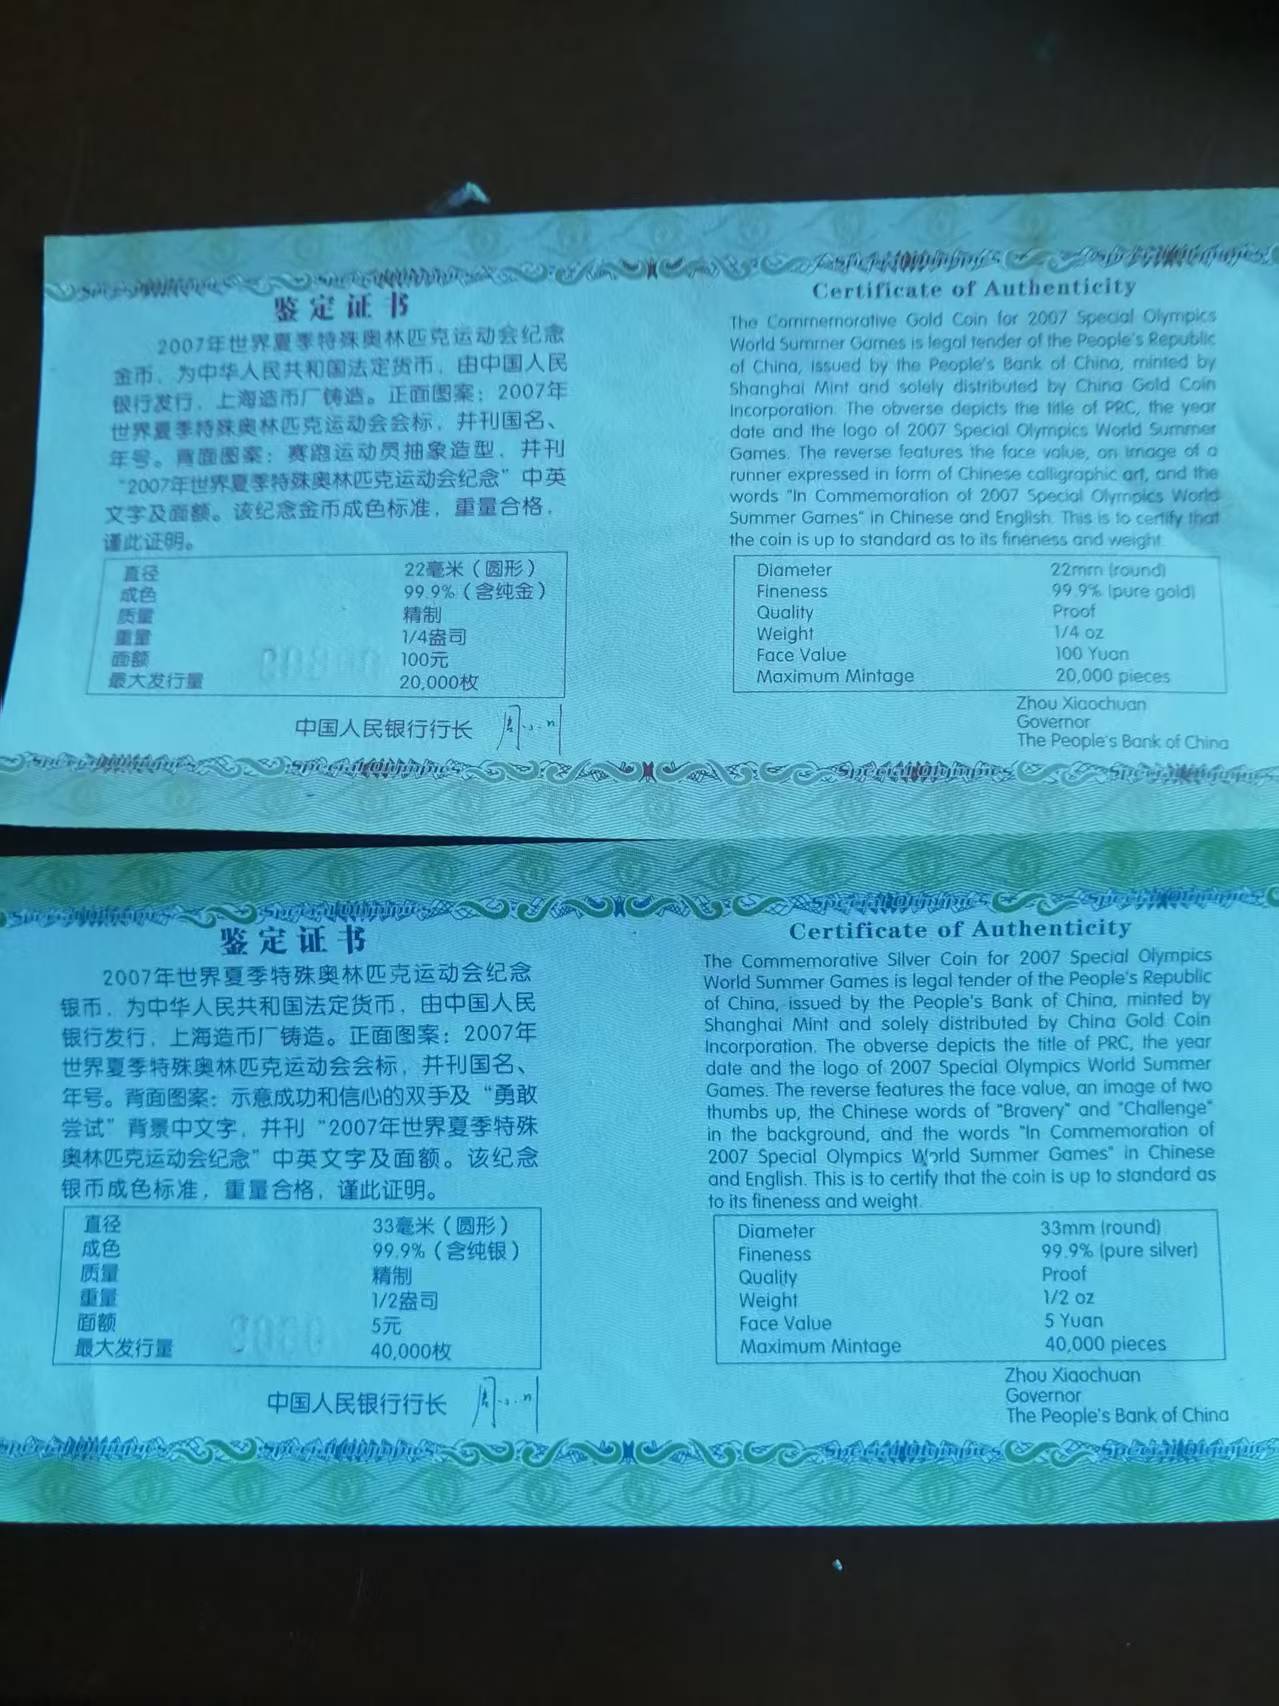 鉴定证书
2007年世界夏季特殊奥林匹克运动会纪念
金币，为中华人民共和国法定货币，由中国人民
银行发行，上海造币厂铸造。正面图案：2007年
世界夏季特殊奥林匹克运动会会标，并刊国名、
年号。背面图案：赛跑运动员抽象造型，并刊
“2007年世界夏季特殊奥林匹克运动会纪念”中英
文字及面额。该纪念金币成色标准，重量合格，
谨此证明。
直径 22毫米（圆形）
成色 99.9%（含纯金）
质量 精制
重量 1/4盎司
面额 100元
最大发行量 20,000枚
中国人民银行行长
Certificate of Authenticity
The Commemorative Gold Coin for 2007 Special Olympics
World Summer Games is legal tender of the People's Republic
of China, issued by the People's Bank of China, minted by
Shanghai Mint and solely distributed by China Gold Coin
Incorporation. The obverse depicts the title of PRC, the year
date and the logo of 2007 Special Olympics World Summer
Games. The reverse features the face value, an image of a
runner expressed in form of Chinese calligraphic art, and the
words "In Commemoration of 2007 Special Olympics World
Summer Games" in Chinese and English. This is to certify that
the coin is up to standard as to its fineness and weight.
Diameter 22mm (round)
Fineness 99.9% (pure gold)
Quality Proof
Weight 1/4 oz
Face Value 100 Yuan
Maximum Mintage 20,000 pieces
Zhou Xiaochuan
Governor
The People's Bank of China
鉴定证书
2007年世界夏季特殊奥林匹克运动会纪念
银币，为中华人民共和国法定货币，由中国人民
银行发行，上海造币厂铸造。正面图案：2007年
世界夏季特殊奥林匹克运动会会标，并刊国名、
年号。背面图案：示意成功和信心的双手及“勇敢
尝试”背景中文字，并刊“2007年世界夏季特殊
奥林匹克运动会纪念”中英文字及面额。该纪念
银币成色标准，重量合格，谨此证明。
直径 33毫米（圆形）
成色 99.9%（含纯银）
质量 精制
重量 1/2盎司
面额 5元
最大发行量 40,000枚
中国人民银行行长
Certificate of Authenticity
The Commemorative Silver Coin for 2007 Special Olympics
World Summer Games is legal tender of the People's Republic
of China, issued by the People's Bank of China, minted by
Shanghai Mint and solely distributed by China Gold Coin
Incorporation. The obverse depicts the title of PRC, the year
date and the logo of 2007 Special Olympics World Summer
Games. The reverse features the face value, an image of two
thumbs up, the Chinese words of "Bravery" and "Challenge"
in the background, and the words "In Commemoration of
2007 Special Olympics World Summer Games" in Chinese
and English. This is to certify that the coin is up to standard as
to its fineness and weight.
Diameter 33mm (round)
Fineness 99.9% (pure silver)
Quality Proof
Weight 1/2 oz
Face Value 5 Yuan
Maximum Mintage 40,000 pieces
Zhou Xiaochuan
Governor
The People's Bank of China